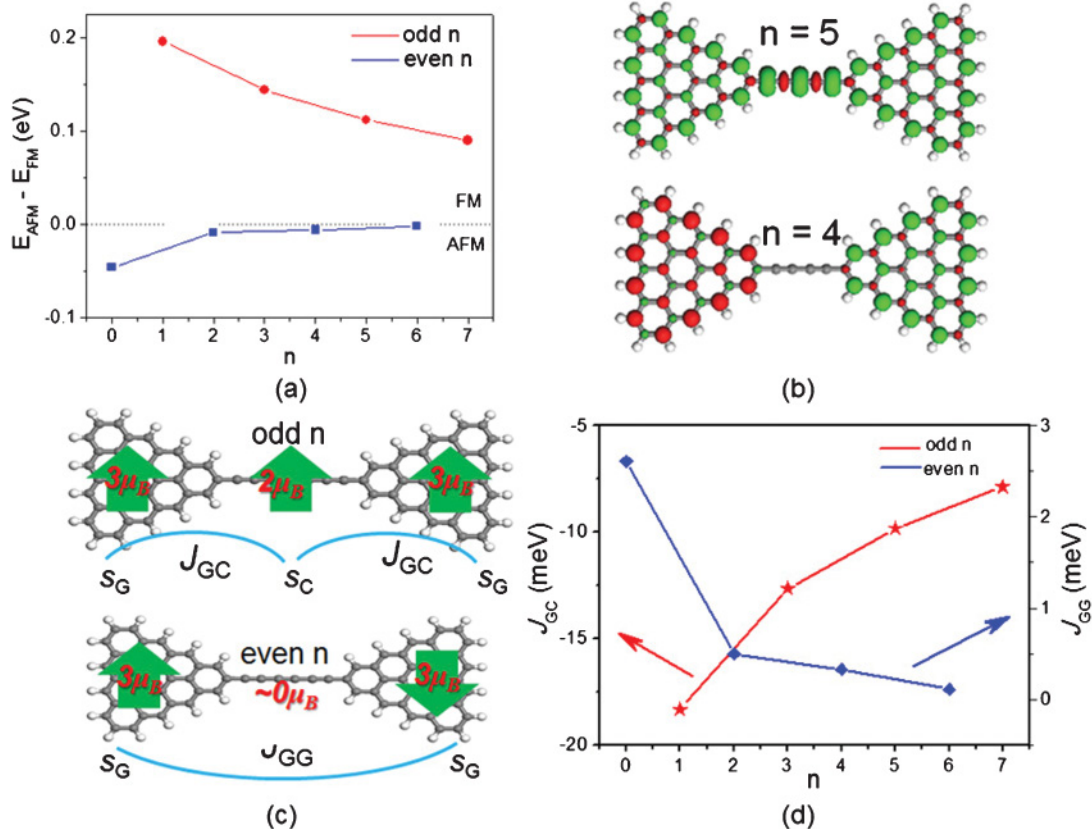 0.2
0.1
0.0
-0.1
E_AFM - E_FM (eV)
odd n
even n
FM
AFM
0 1 2 3 4 5 6 7
n
(a)
n = 5
n = 4
(b)
odd n
3μ_B 2μ_B 3μ_B
J_GC J_GC
S_G S_C S_G
even n
3μ_B ~0μ_B 3μ_B
J_GG
S_G S_G
(c)
-5
-10
-15
-20
J_GC (meV)
odd n
even n
3
2
1
0
J_GG (meV)
0 1 2 3 4 5 6 7
n
(d)